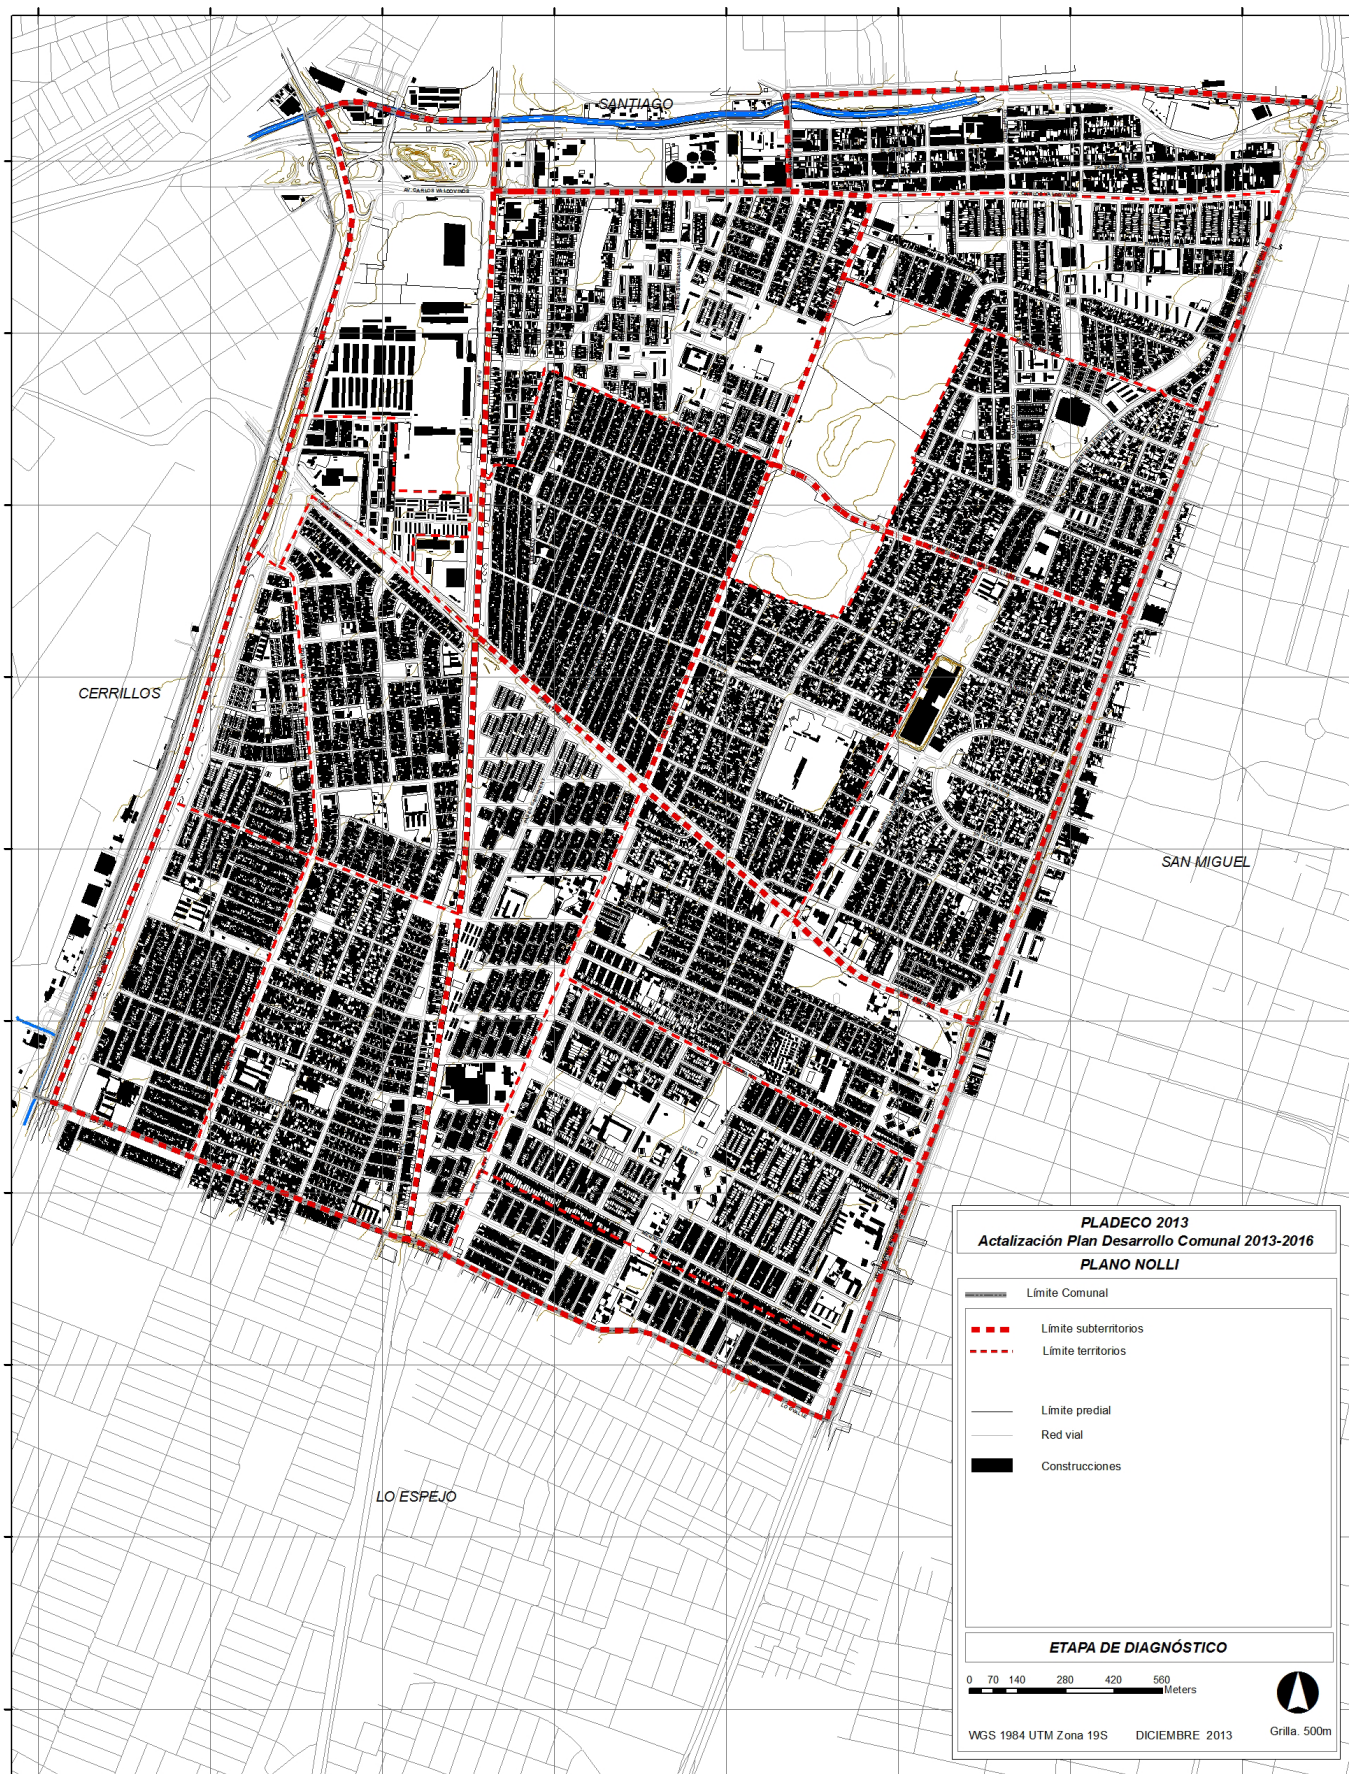 SANTIAGO
AV. CARLOS VALDOVINOS
CERRILLOS
SAN MIGUEL
LO ESPEJO
PLADECO 2013
Actalización Plan Desarrollo Comunal 2013-2016
PLANO NOLLI
Límite Comunal
Límite subterritorios
Límite territorios
Límite predial
Red vial
Construcciones
ETAPA DE DIAGNÓSTICO
0 70 140 280 420 560
Meters
WGS 1984 UTM Zona 19S DICIEMBRE 2013
Grilla. 500m